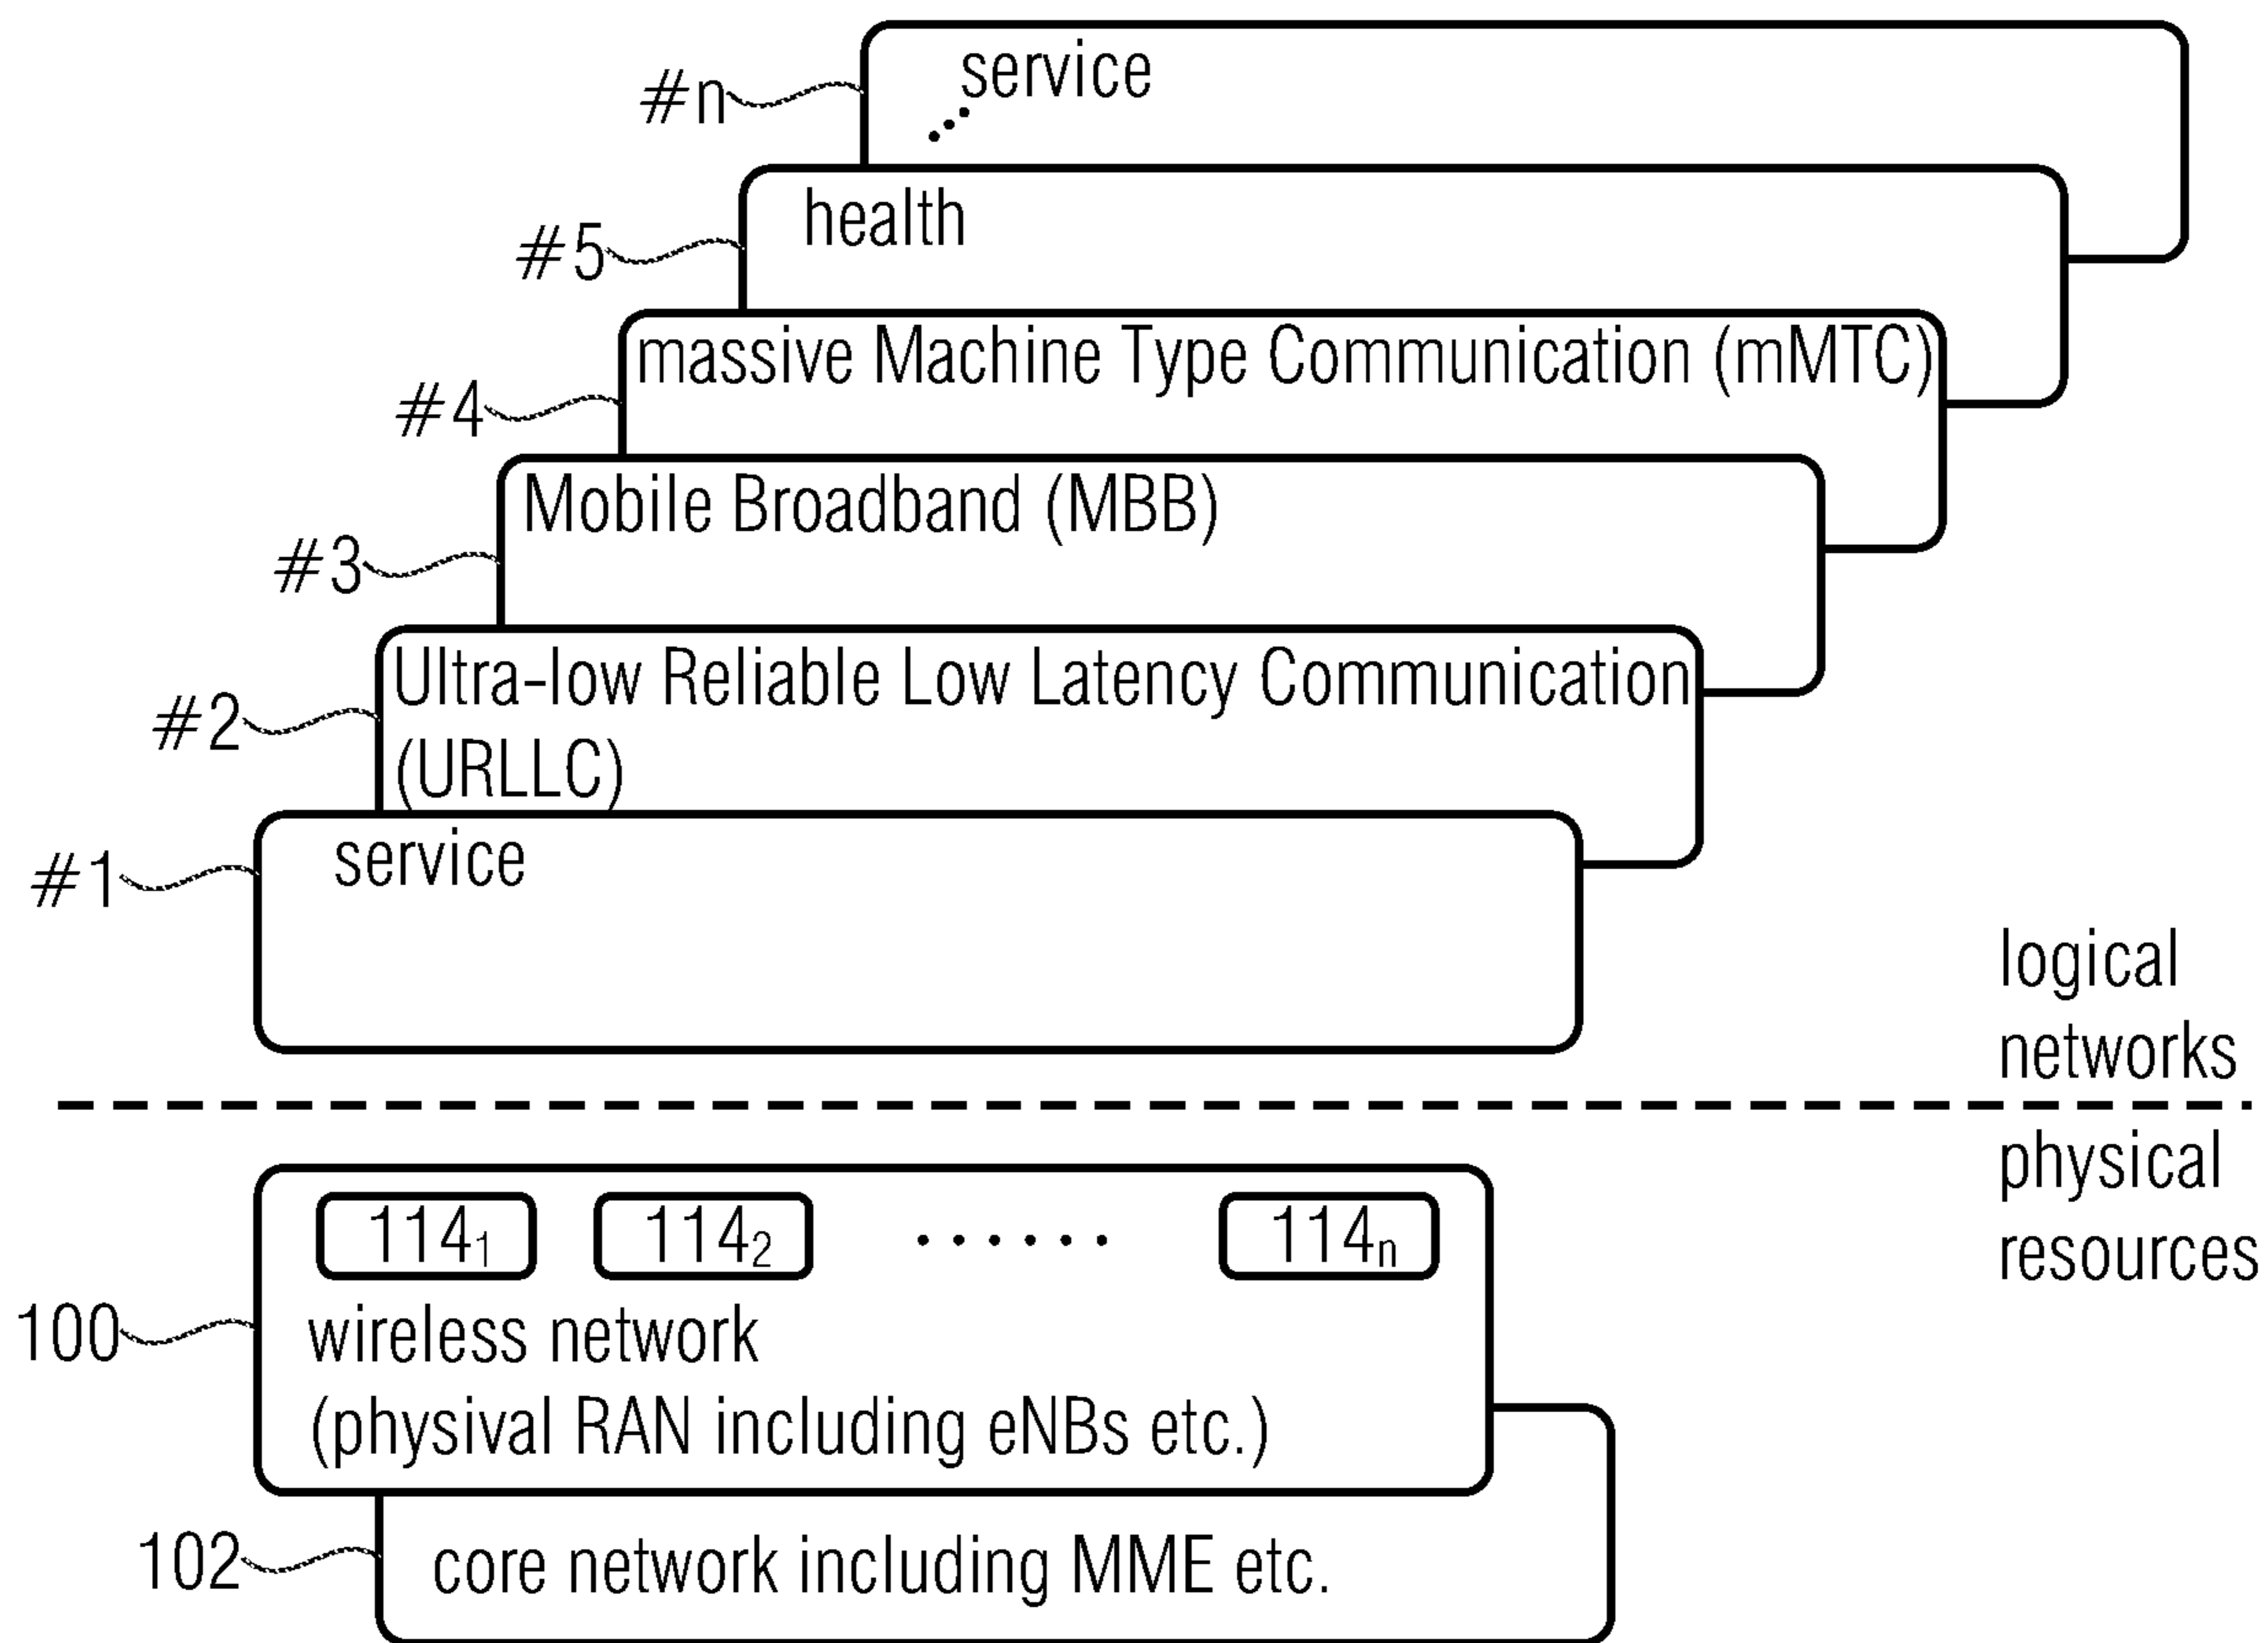 #n service
#5 health
#4 massive Machine Type Communication (mMTC)
#3 Mobile Broadband (MBB)
#2 Ultra-low Reliable Low Latency Communication
(URLLC)
#1 service
logical
networks
physical
resources
114₁ 114₂ ...... 114ₙ
100 wireless network
(physival RAN including eNBs etc.)
102 core network including MME etc.